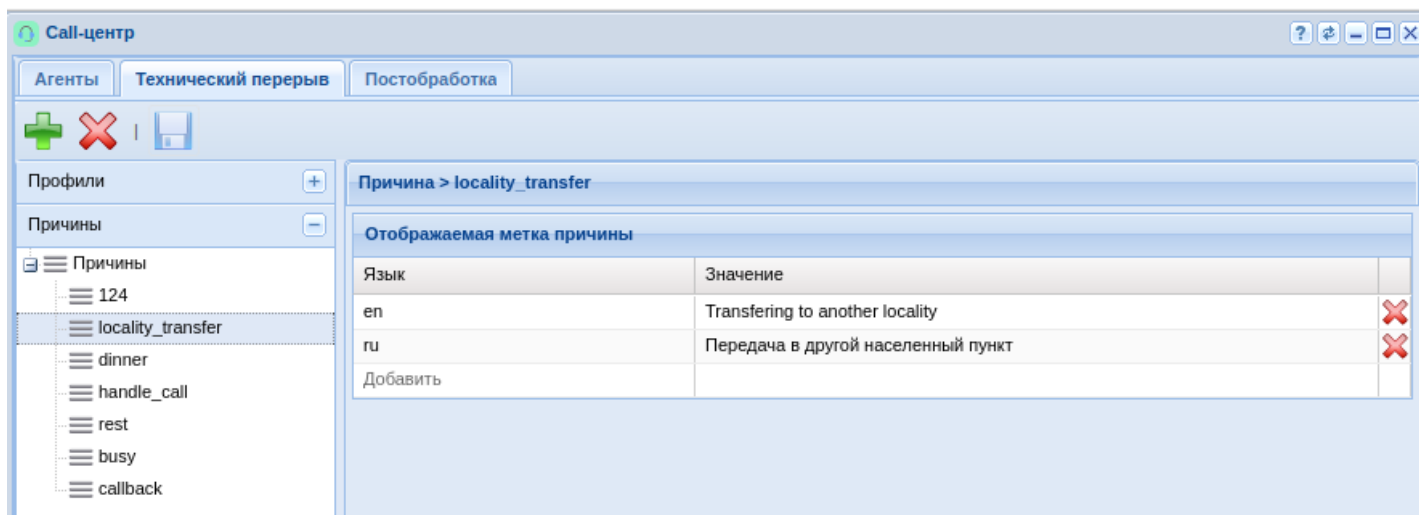 Call-центр
Агенты Технический перерыв Постобработка
Профили
Причина > locality_transfer
Причины
Отображаемая метка причины
Причины
Язык Значение
124
en Transfering to another locality
locality_transfer
ru Передача в другой населенный пункт
dinner
Добавить
handle_call
rest
busy
callback